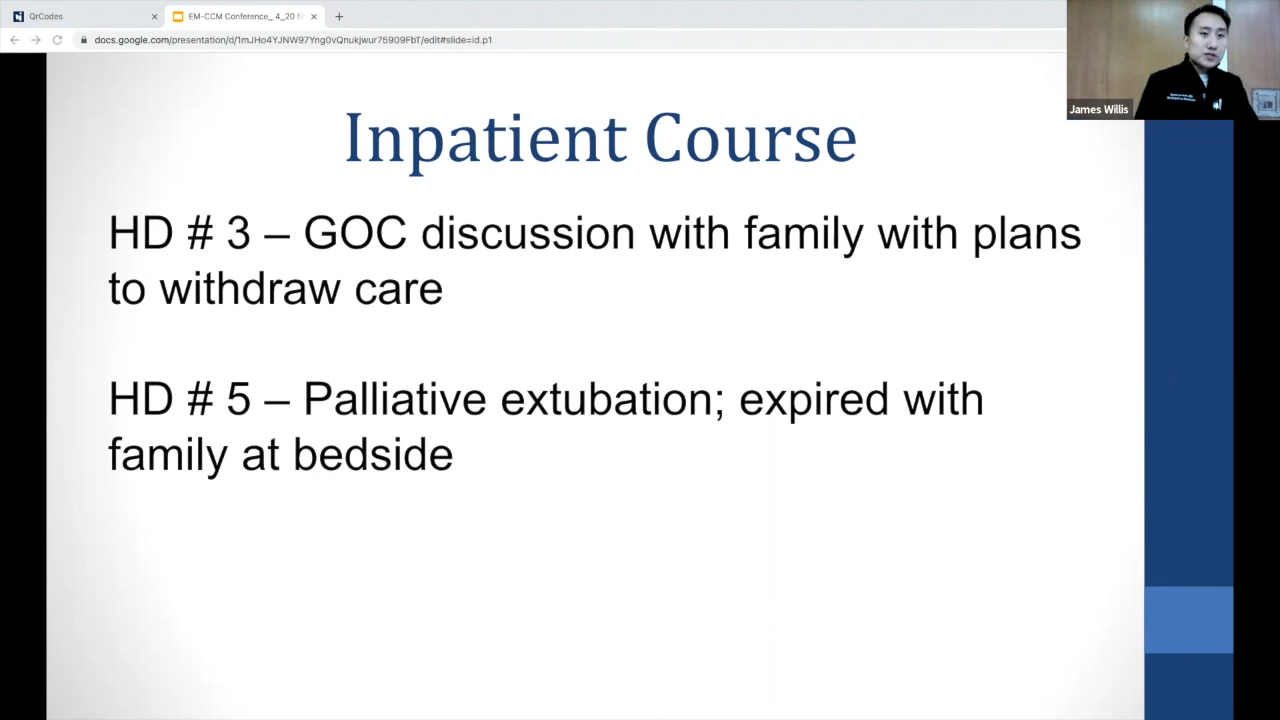 QrCodes
EM-CCM Conference_ 4_20 fi
docs.google.com/presentation/d/1mJHo4YJNW97Yng0vQnukjwur75909FbT/edit#slide=id.p1
James Willis
Inpatient Course
HD # 3 – GOC discussion with family with plans
to withdraw care
HD # 5 – Palliative extubation; expired with
family at bedside